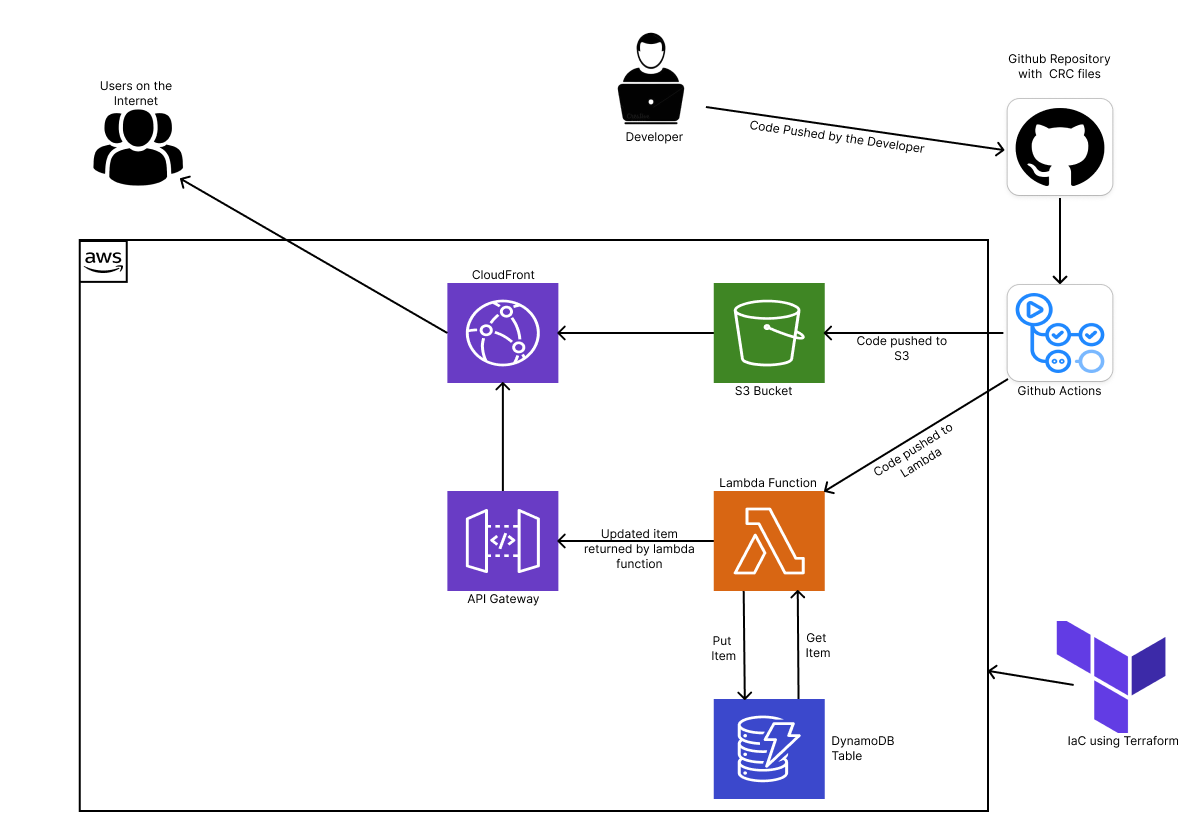 Users on the
Internet
Developer
Code Pushed by the Developer
Github Repository
with CRC files
aws
CloudFront
S3 Bucket
Code pushed to
S3
Github Actions
Code pushed to
Lambda
Lambda Function
Updated item
returned by lambda
function
</>
API Gateway
Put
Item
Get
Item
DynamoDB
Table
IaC using Terraform